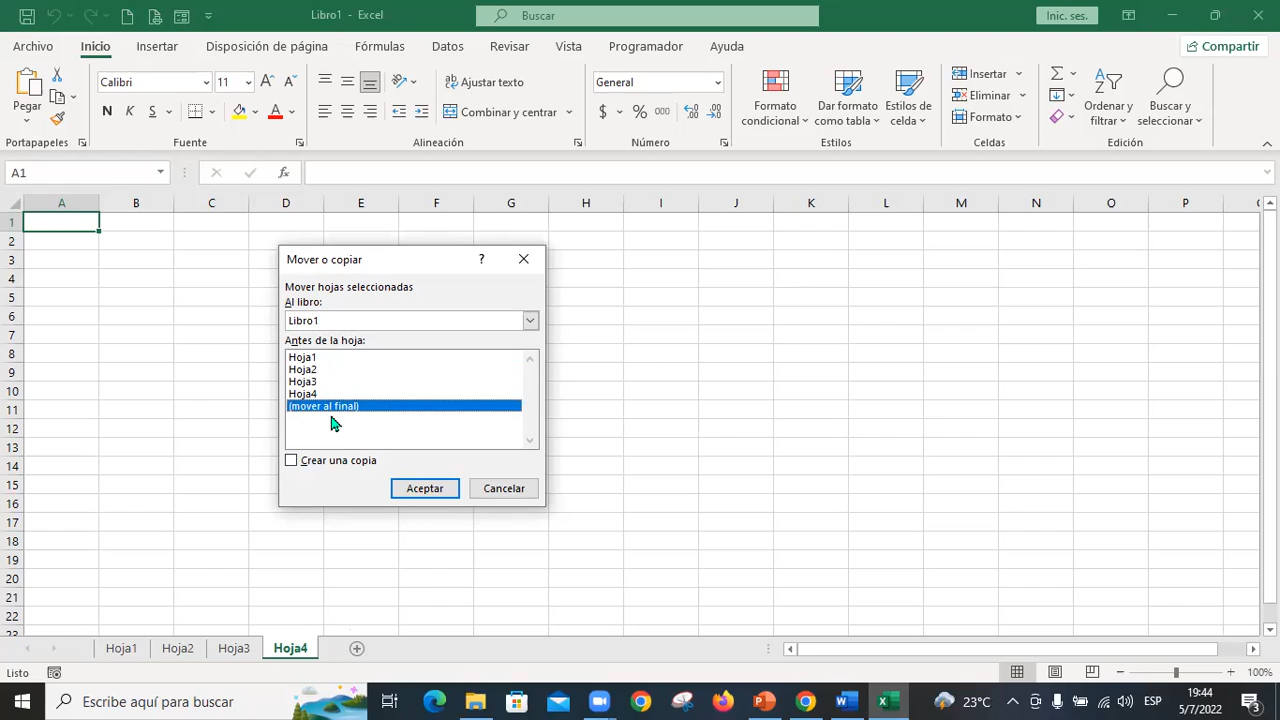 Libro1 - Excel
Buscar
Inic. ses.
Archivo Inicio Insertar Disposición de página Fórmulas Datos Revisar Vista Programador Ayuda
Compartir
Pegar
Calibri 11
N K S
Ajustar texto
Combinar y centrar
General
$ % 000
Formato condicional
Dar formato como tabla
Estilos de celda
Insertar
Eliminar
Formato
Ordenar y filtrar
Buscar y seleccionar
Portapapeles Fuente Alineación Número Estilos Celdas Edición
A1
A B C D E F G H I J K L M N O P
1
2
3
4
5
6
7
8
9
10
11
12
13
14
15
16
17
18
19
20
21
22
23
Mover o copiar ?
Mover hojas seleccionadas
Al libro:
Libro1
Antes de la hoja:
Hoja1
Hoja2
Hoja3
Hoja4
(mover al final)
Crear una copia
Aceptar Cancelar
Hoja1 Hoja2 Hoja3 Hoja4
Listo
100%
Escribe aquí para buscar
23°C
ESP
19:44
5/7/2022
3